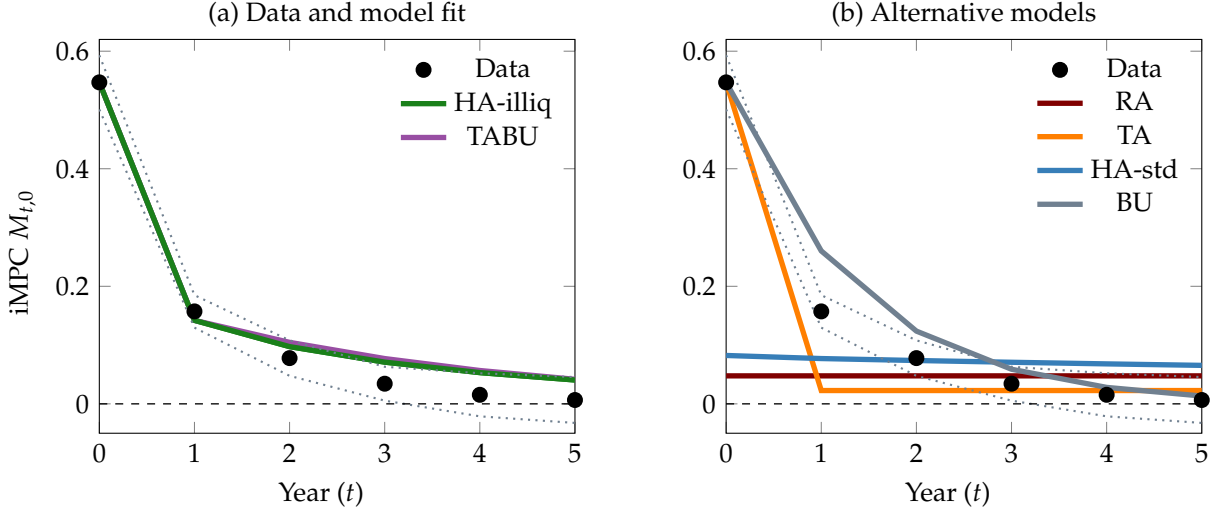 (a) Data and model fit
0.6
0.4
0.2
0
iMPC M_{t,0}
Data
HA-illiq
TABU
0 1 2 3 4 5
Year (t)
(b) Alternative models
0.6
0.4
0.2
0
Data
RA
TA
HA-std
BU
0 1 2 3 4 5
Year (t)